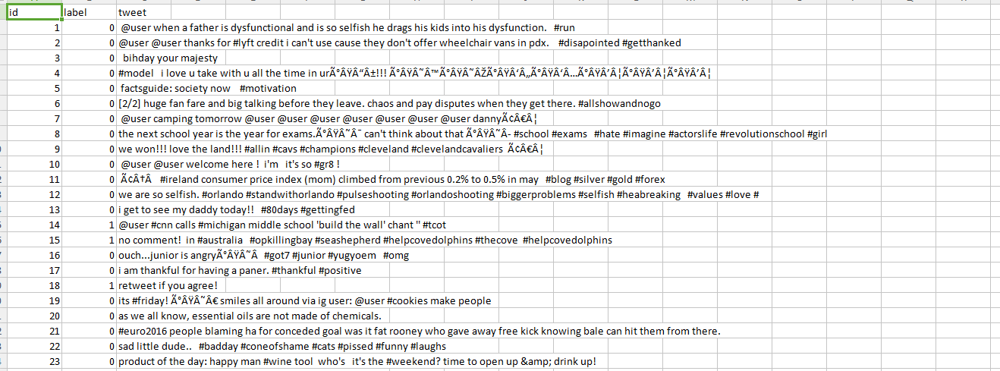 id label tweet
1 0 @user when a father is dysfunctional and is so selfish he drags his kids into his dysfunction. #run
2 0 @user @user thanks for #lyft credit i can't use cause they don't offer wheelchair vans in pdx. #disapointed #getthanked
3 0 bihday your majesty
4 0 #model i love u take with u all the time in urÃ°ÂŸÂ“Â±!!! Ã°ÂŸÂ˜Â™Ã°ÂŸÂ˜ÂŽÃ°ÂŸÂ‘Â„Ã°ÂŸÂ‘Â…Ã°ÂŸÂ’Â¦Ã°ÂŸÂ’Â¦Ã°ÂŸÂ’Â¦
5 0 factsguide: society now #motivation
6 0 [2/2] huge fan fare and big talking before they leave. chaos and pay disputes when they get there. #allshowandnogo
7 0 @user camping tomorrow @user @user @user @user @user @user @user dannyÃ¢Â€Â¦
8 0 the next school year is the year for exams.Ã°ÂŸÂ˜Â¯ can't think about that Ã°ÂŸÂ˜Â- #school #exams #hate #imagine #actorslife #revolutionschool #girl
9 0 we won!!! love the land!!! #allin #cavs #champions #cleveland #clevelandcavaliers Ã¢Â€Â¦
10 0 @user @user welcome here ! i'm it's so #gr8 !
11 0 Ã¢Â†Â #ireland consumer price index (mom) climbed from previous 0.2% to 0.5% in may #blog #silver #gold #forex
12 0 we are so selfish. #orlando #standwithorlando #pulseshooting #orlandoshooting #biggerproblems #selfish #heabreaking #values #love #
13 0 i get to see my daddy today!! #80days #gettingfed
14 1 @user #cnn calls #michigan middle school 'build the wall' chant '' #tcot
15 1 no comment! in #australia #opkillingbay #seashepherd #helpcovedolphins #thecove #helpcovedolphins
16 0 ouch...junior is angryÃ°ÂŸÂ˜Â #got7 #junior #yugyoem #omg
17 0 i am thankful for having a paner. #thankful #positive
18 1 retweet if you agree!
19 0 its #friday! Ã°ÂŸÂ˜Â€ smiles all around via ig user: @user #cookies make people
20 0 as we all know, essential oils are not made of chemicals.
21 0 #euro2016 people blaming ha for conceded goal was it fat rooney who gave away free kick knowing bale can hit them from there.
22 0 sad little dude.. #badday #coneofshame #cats #pissed #funny #laughs
23 0 product of the day: happy man #wine tool who's it's the #weekend? time to open up &amp; drink up!